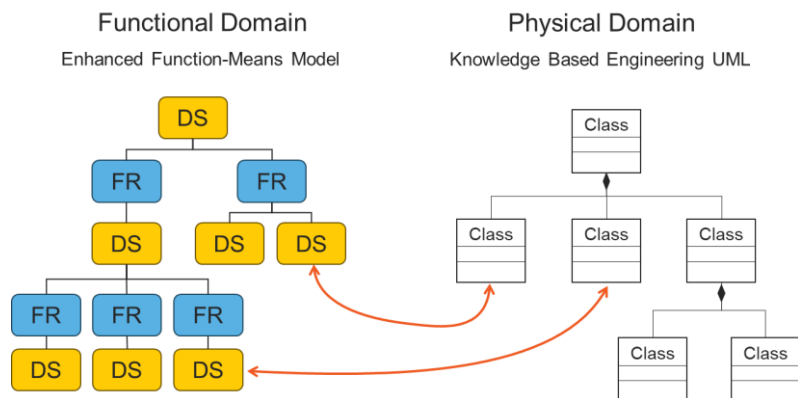 Functional Domain
Enhanced Function-Means Model
Physical Domain
Knowledge Based Engineering UML
DS
FR
FR
DS
DS
DS
FR
FR
FR
DS
DS
DS
Class
Class
Class
Class
Class
Class